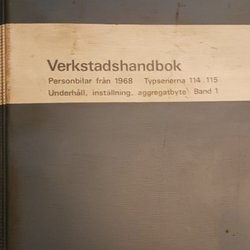 Verkstadshandbok
Personbilar från 1968 Typserierna 114 115
Underhåll, inställning, aggregatbyte Band 1